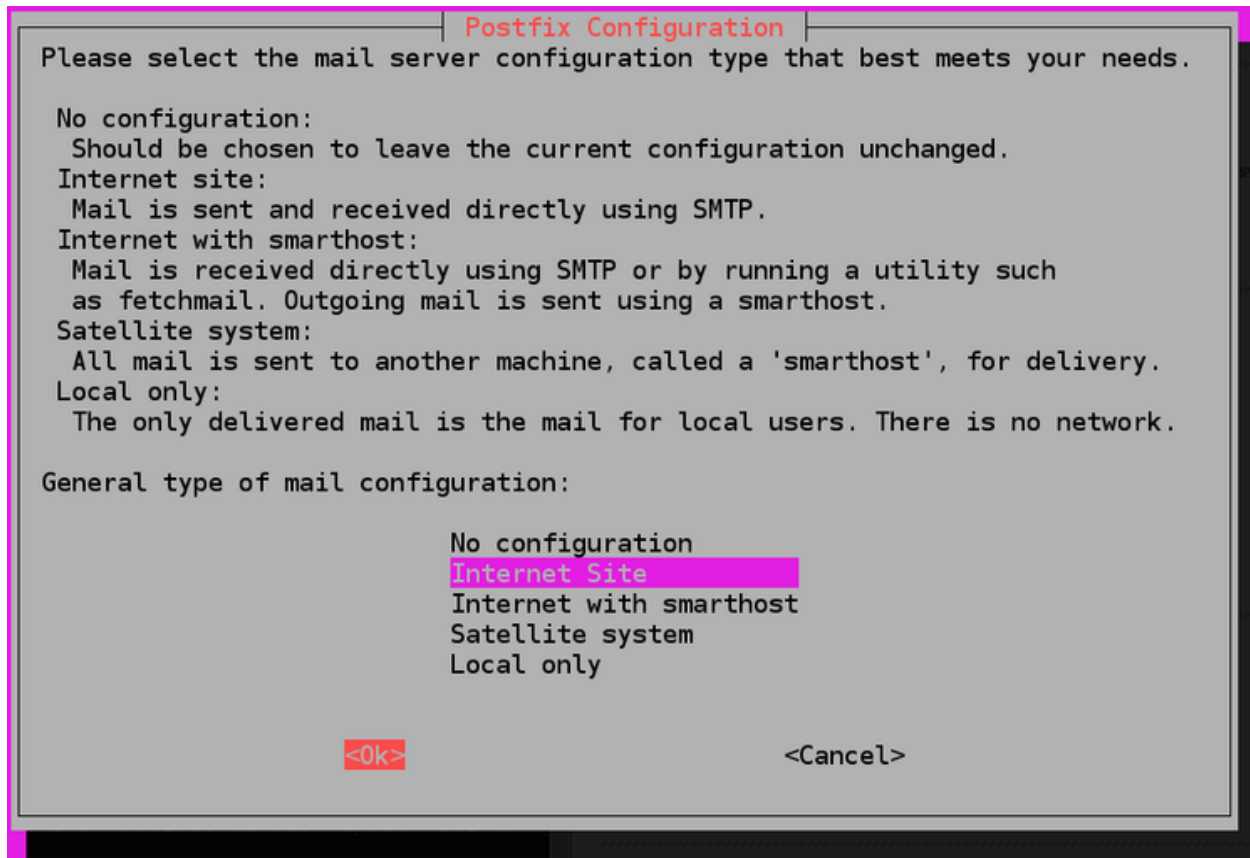 Postfix Configuration
Please select the mail server configuration type that best meets your needs.
No configuration:
Should be chosen to leave the current configuration unchanged.
Internet site:
Mail is sent and received directly using SMTP.
Internet with smarthost:
Mail is received directly using SMTP or by running a utility such
as fetchmail. Outgoing mail is sent using a smarthost.
Satellite system:
All mail is sent to another machine, called a 'smarthost', for delivery.
Local only:
The only delivered mail is the mail for local users. There is no network.
General type of mail configuration:
No configuration
Internet Site
Internet with smarthost
Satellite system
Local only
<Ok> <Cancel>